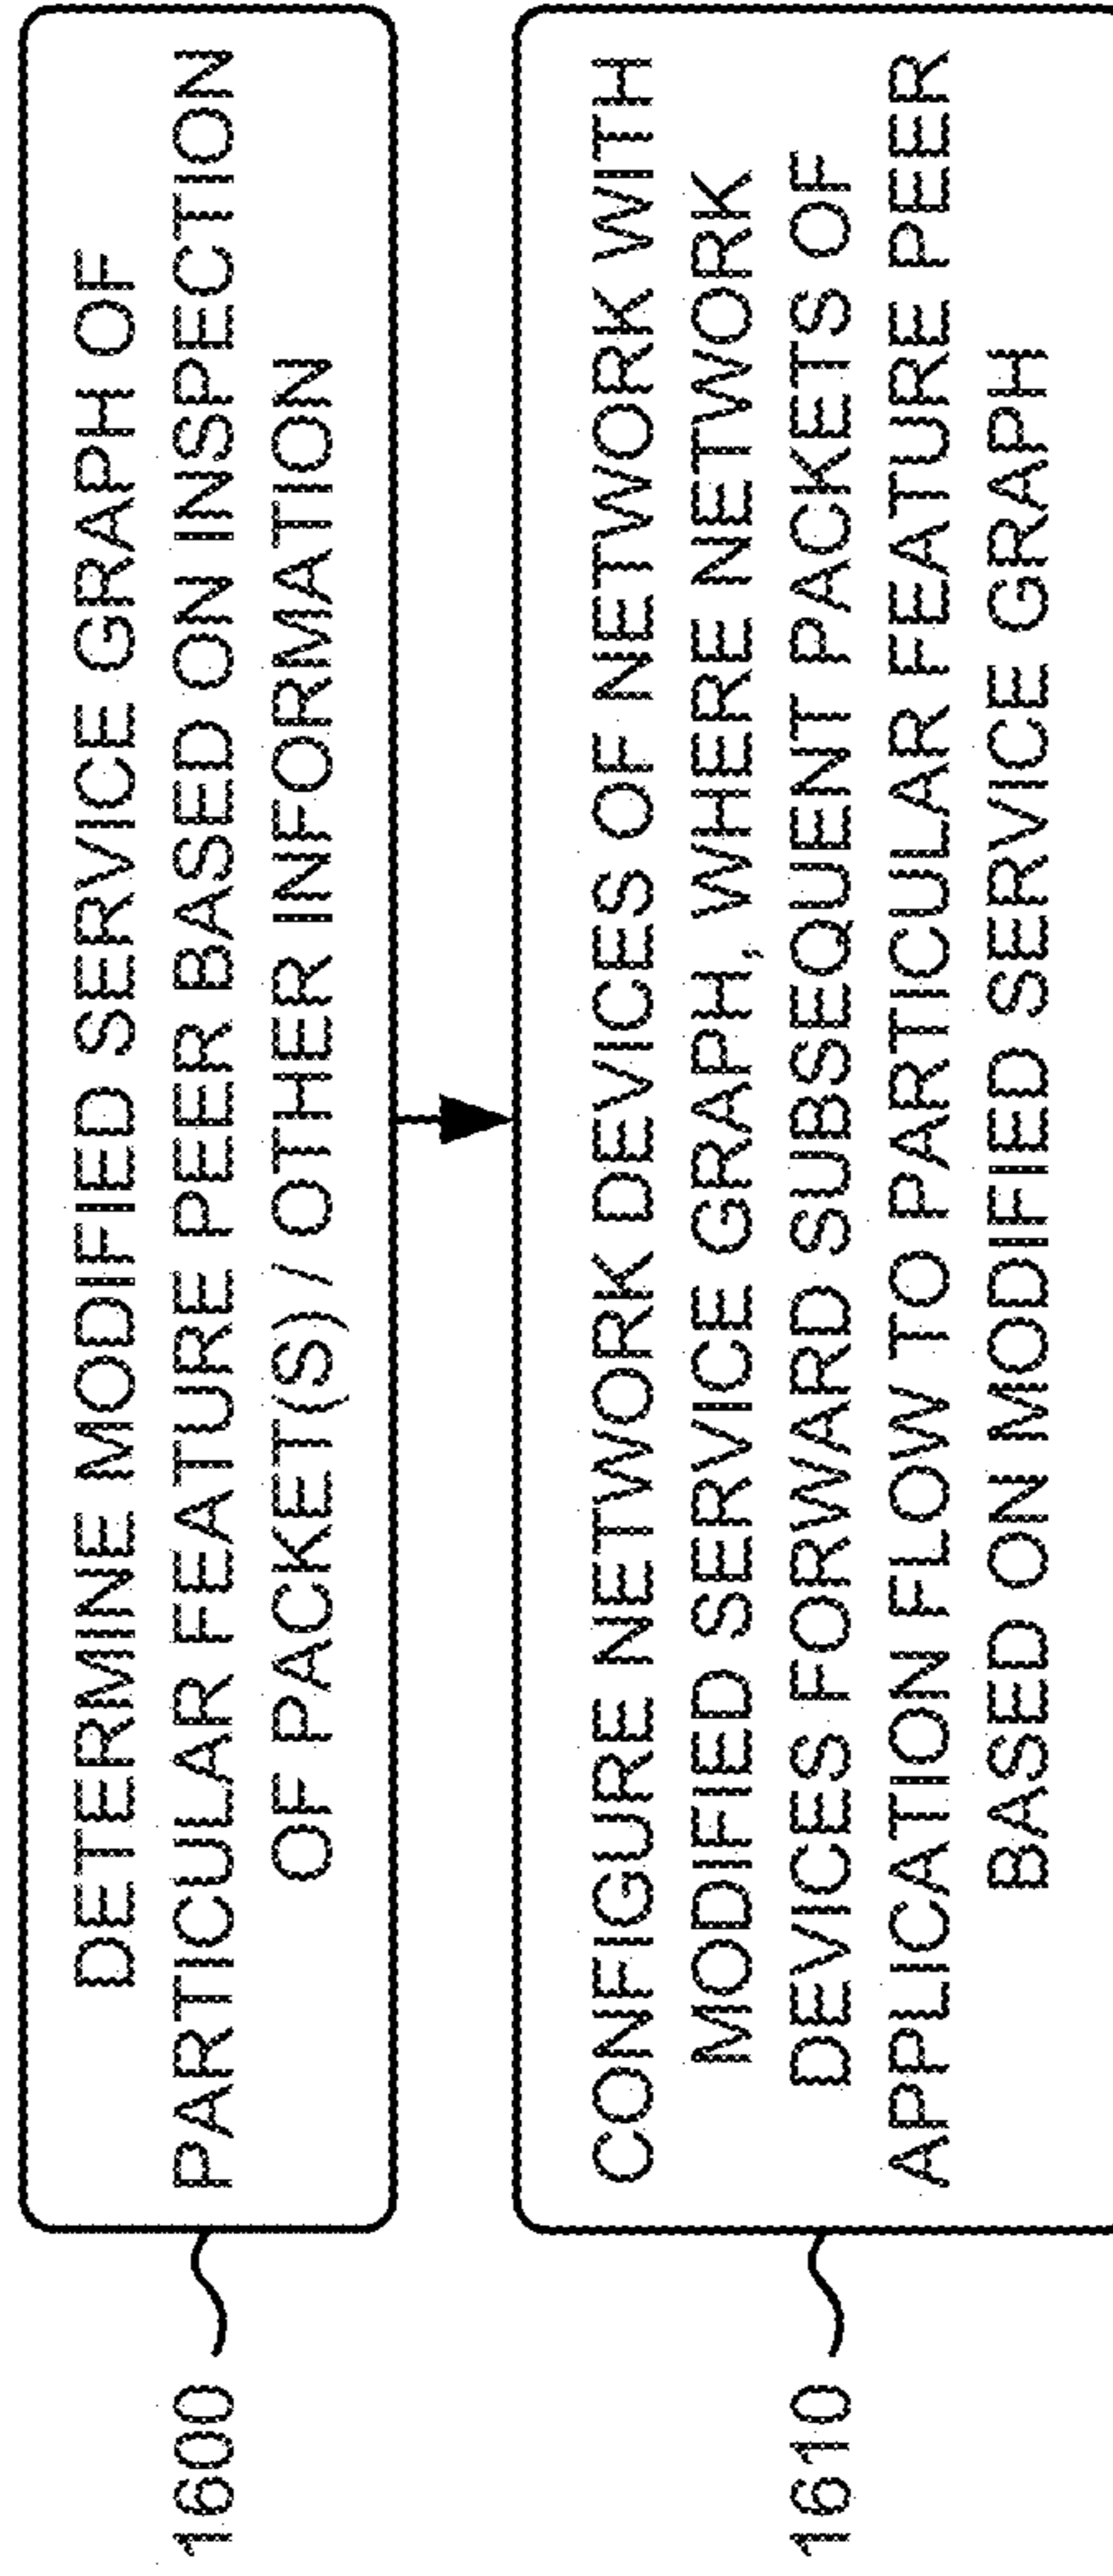 DETERMINE MODIFIED SERVICE GRAPH OF
PARTICULAR FEATURE PEER BASED ON INSPECTION
OF PACKET(S) / OTHER INFORMATION
1600
CONFIGURE NETWORK DEVICES OF NETWORK WITH
MODIFIED SERVICE GRAPH, WHERE NETWORK
DEVICES FORWARD SUBSEQUENT PACKETS OF
APPLICATION FLOW TO PARTICULAR FEATURE PEER
BASED ON MODIFIED SERVICE GRAPH
1610